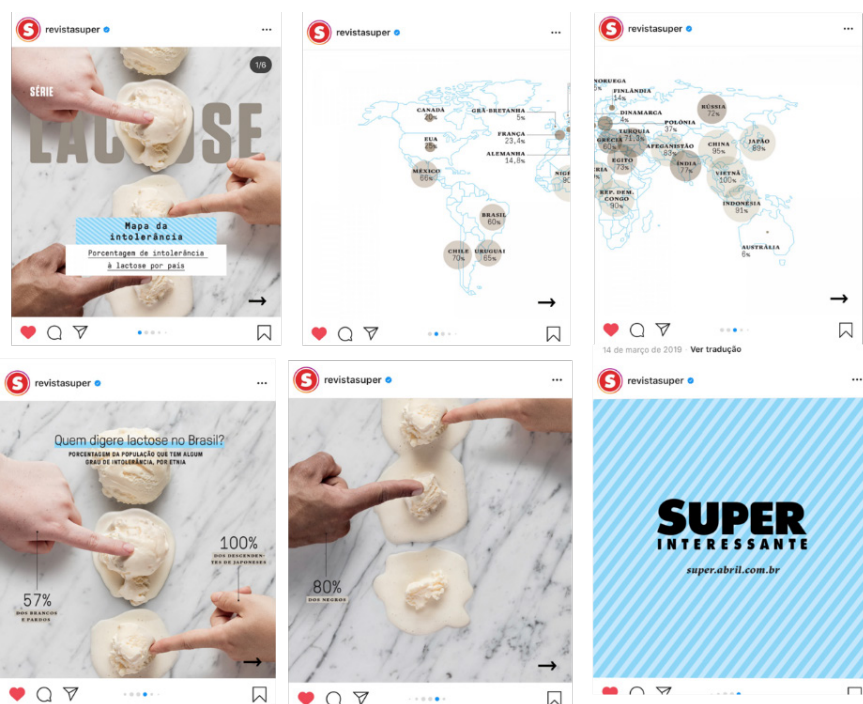 revistasuper
1/6
SÉRIE
LACTOSE
Mapa da
intolerância
Porcentagem de intolerância
à lactose por país
revistasuper
CANADÁ
20%
EUA
25%
MÉXICO
66%
BRASIL
60%
CHILE
70%
URUGUAI
65%
GRÃ-BRETANHA
5%
FRANÇA
23,4%
ALEMANHA
14,8%
revistasuper
NORUEGA
FINLÂNDIA
14%
DINAMARCA
4%
POLÔNIA
37%
RÚSSIA
72%
GRÉCIA
TURQUIA
AFEGANISTÃO
EGITO
73%
ÍNDIA
77%
CHINA
95%
JAPÃO
89%
VIETNÃ
100%
REP. DEM.
CONGO
90%
INDONÉSIA
91%
AUSTRÁLIA
6%
14 de março de 2019 · Ver tradução
revistasuper
Quem digere lactose no Brasil?
PORCENTAGEM DA POPULAÇÃO QUE TEM ALGUM
GRAU DE INTOLERÂNCIA, POR ETNIA
100%
DOS DESCENDEN-
TES DE JAPONESES
57%
DOS BRANCOS
E PARDOS
revistasuper
80%
DOS NEGROS
revistasuper
SUPER
INTERESSANTE
super.abril.com.br